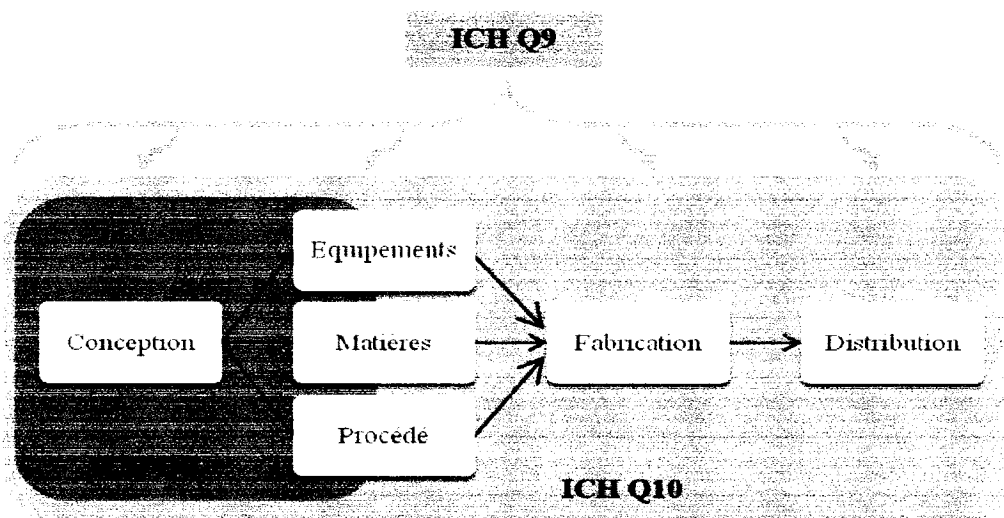 ICH Q9
Equipements
Conception
Matières
Fabrication
Distribution
Procédé
ICH Q10